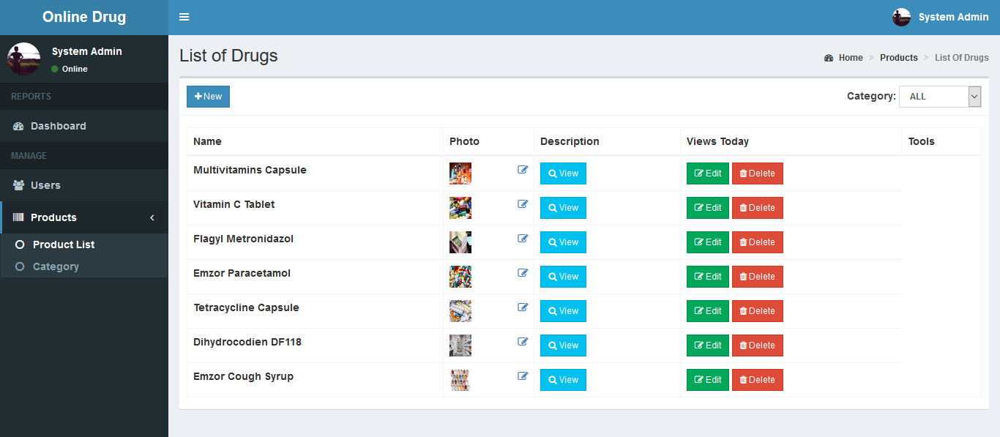 Online Drug
System Admin
System Admin
Online
REPORTS
Dashboard
MANAGE
Users
Products
Product List
Category
List of Drugs
Home > Products > List Of Drugs
New
Category: ALL
Name Photo Description Views Today Tools
Multivitamins Capsule View Edit Delete
Vitamin C Tablet View Edit Delete
Flagyl Metronidazol View Edit Delete
Emzor Paracetamol View Edit Delete
Tetracycline Capsule View Edit Delete
Dihydrocodien DF118 View Edit Delete
Emzor Cough Syrup View Edit Delete